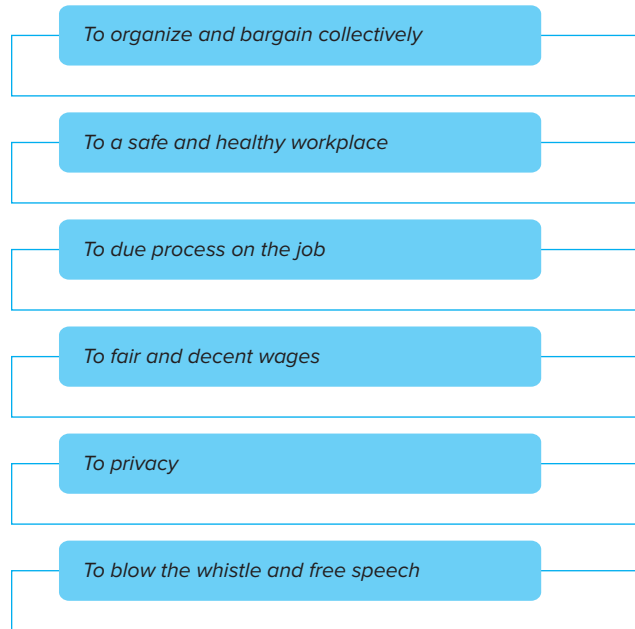 To organize and bargain collectively
To a safe and healthy workplace
To due process on the job
To fair and decent wages
To privacy
To blow the whistle and free speech